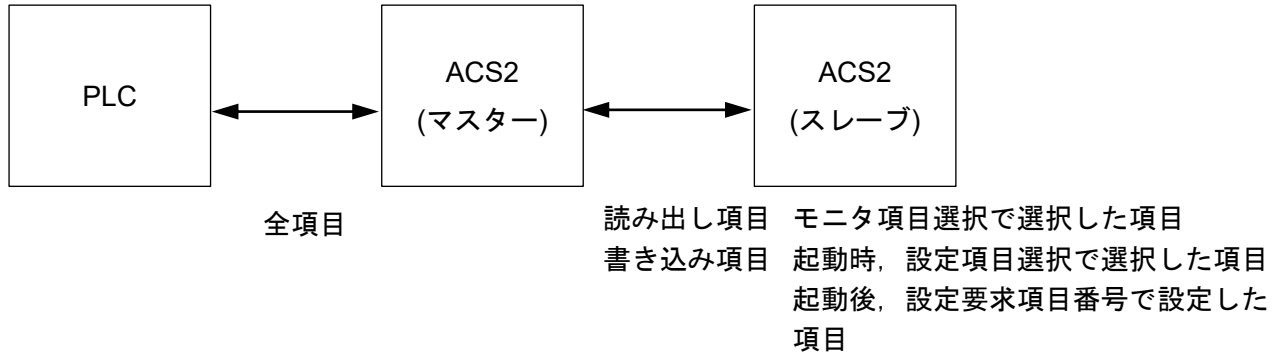 PLC
ACS2
(マスター)
ACS2
(スレーブ)
全項目
読み出し項目 モニタ項目選択で選択した項目
書き込み項目 起動時，設定項目選択で選択した項目
起動後，設定要求項目番号で設定した
項目